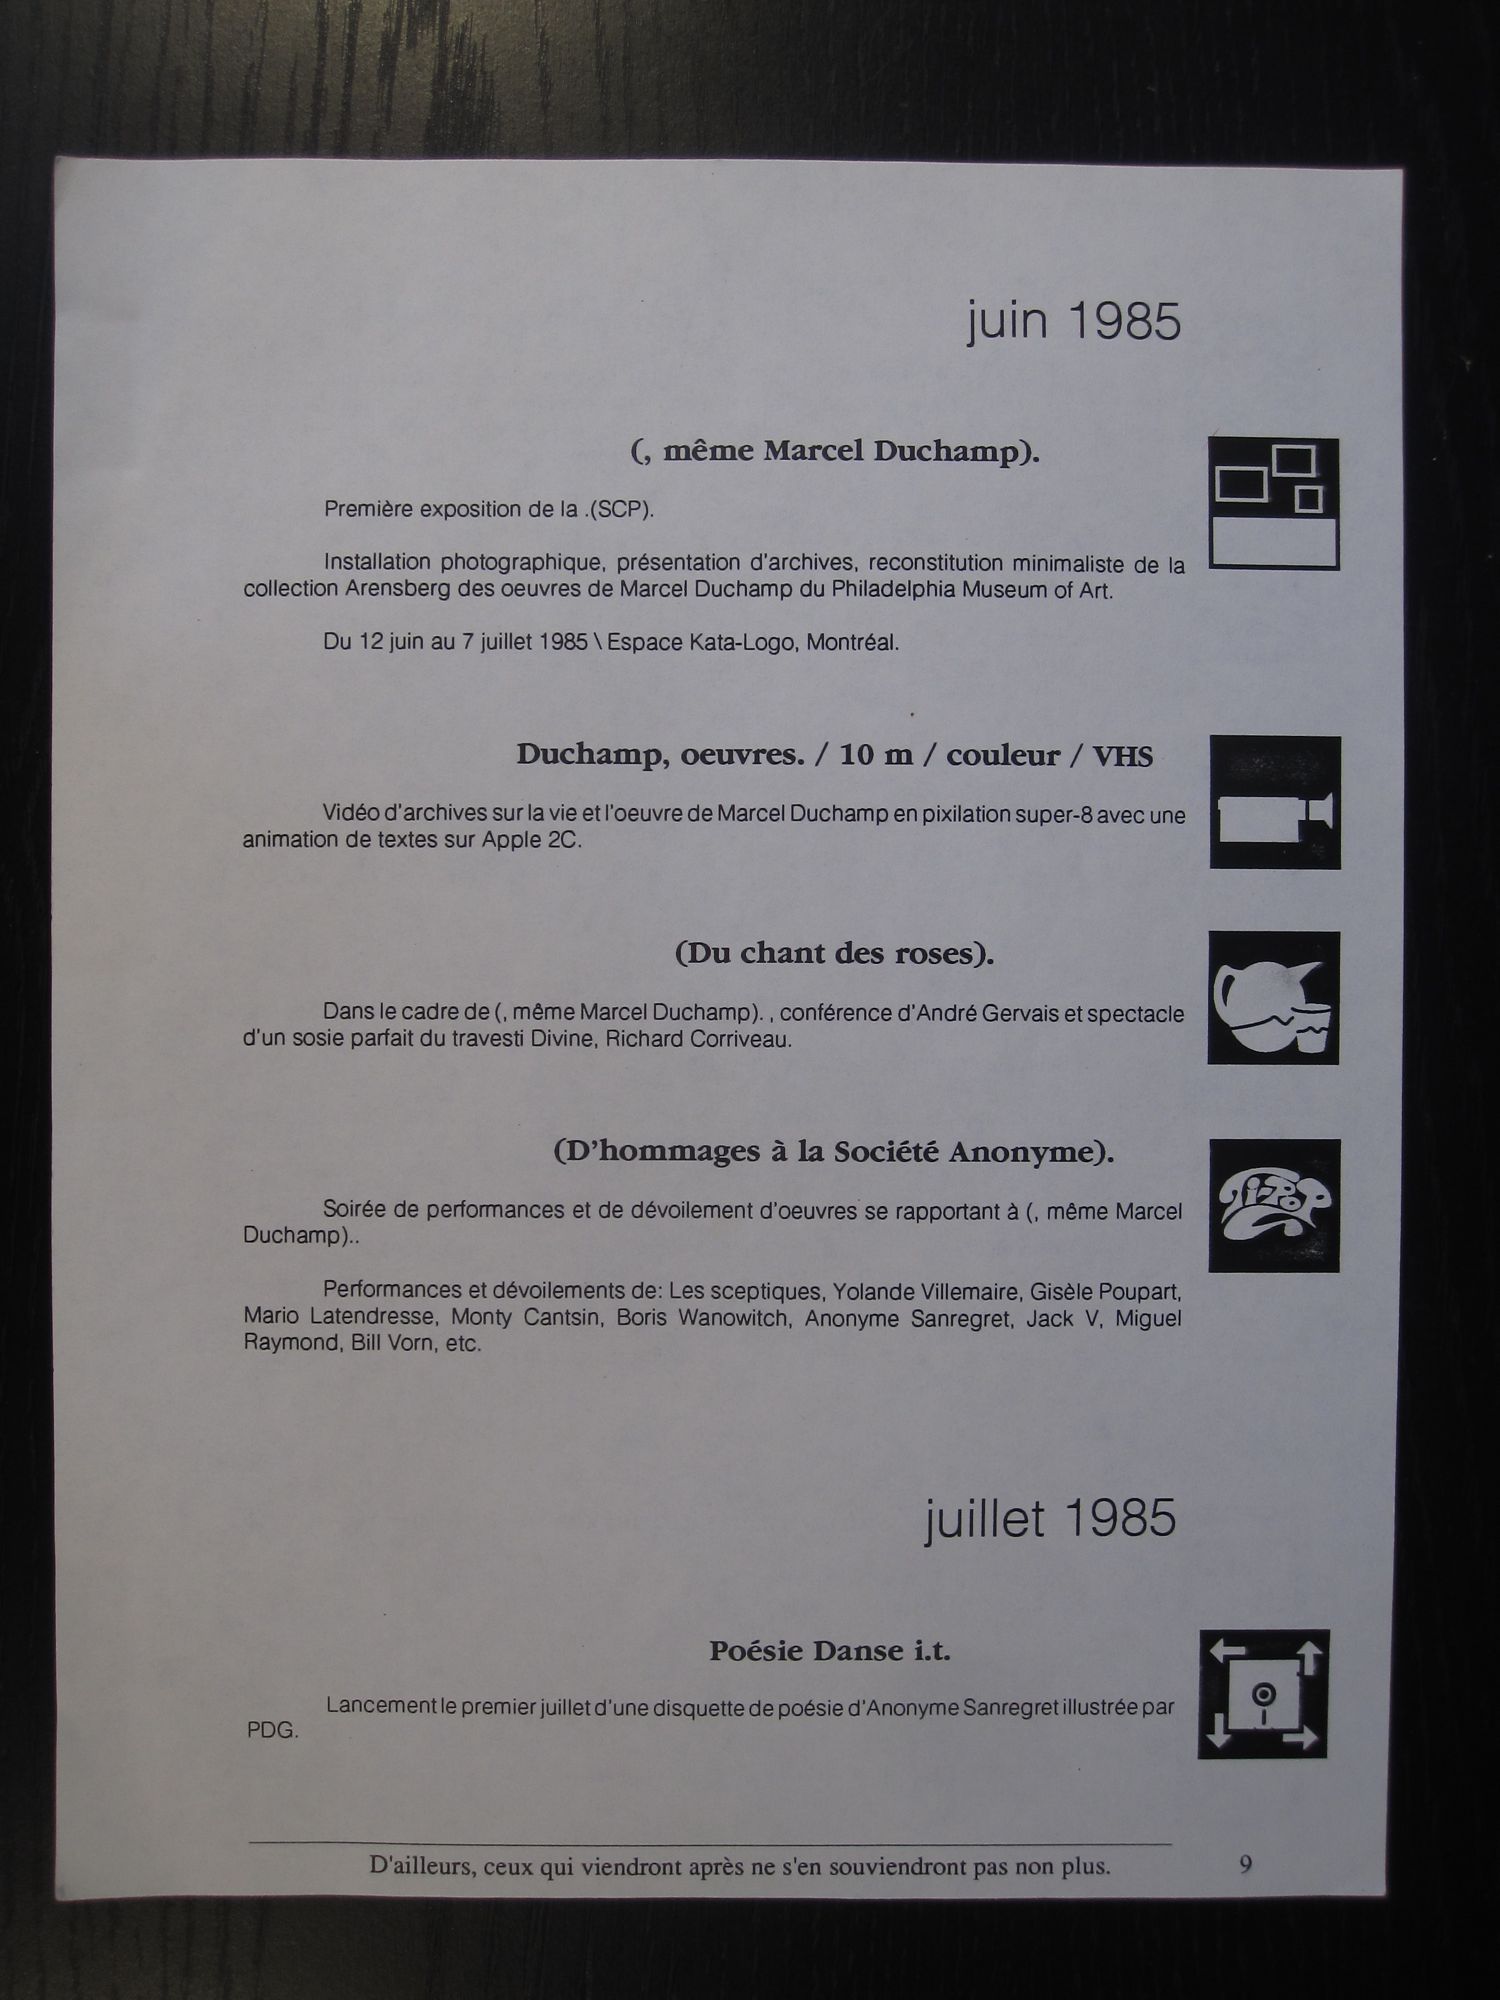 juin 1985
(, même Marcel Duchamp).
Première exposition de la .(SCP).
Installation photographique, présentation d'archives, reconstitution minimaliste de la
collection Arensberg des oeuvres de Marcel Duchamp du Philadelphia Museum of Art.
Du 12 juin au 7 juillet 1985 \ Espace Kata-Logo, Montréal.
Duchamp, oeuvres. / 10 m / couleur / VHS
Vidéo d'archives sur la vie et l'oeuvre de Marcel Duchamp en pixilation super-8 avec une
animation de textes sur Apple 2C.
(Du chant des roses).
Dans le cadre de (, même Marcel Duchamp). , conférence d'André Gervais et spectacle
d'un sosie parfait du travesti Divine, Richard Corriveau.
(D'hommages à la Société Anonyme).
Soirée de performances et de dévoilement d'oeuvres se rapportant à (, même Marcel
Duchamp)..
Performances et dévoilements de: Les sceptiques, Yolande Villemaire, Gisèle Poupart,
Mario Latendresse, Monty Cantsin, Boris Wanowitch, Anonyme Sanregret, Jack V, Miguel
Raymond, Bill Vorn, etc.
juillet 1985
Poésie Danse i.t.
Lancement le premier juillet d'une disquette de poésie d'Anonyme Sanregret illustrée par
PDG.
D'ailleurs, ceux qui viendront après ne s'en souviendront pas non plus. 9